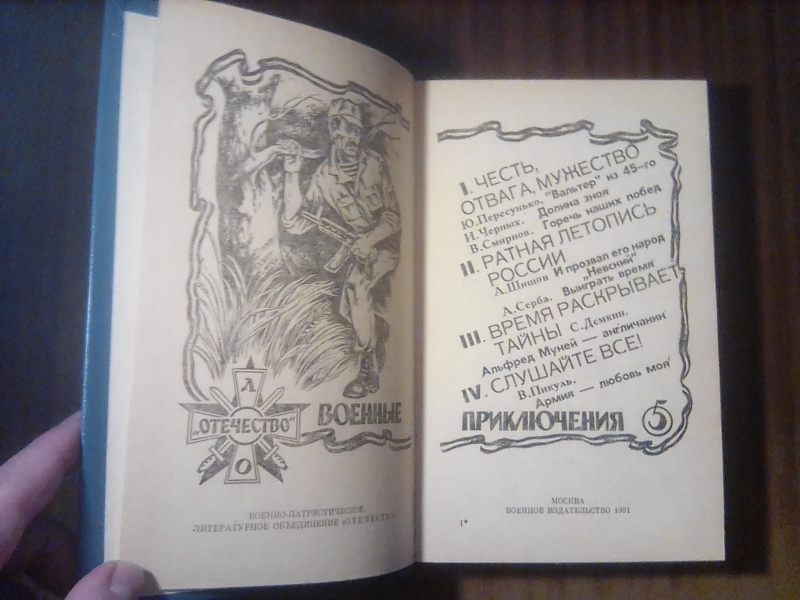 Л
„ОТЕЧЕСТВО"
О
ВОЕННЫЕ
ВОЕННО-ПАТРИОТИЧЕСКОЕ
ЛИТЕРАТУРНОЕ ОБЪЕДИНЕНИЕ «ОТЕЧЕСТВО»
I. ЧЕСТЬ,
ОТВАГА, МУЖЕСТВО
Ю.Пересунько. "Вальтер" из 45-го
И. Черных. Долина зноя
В.Смирнов. Горечь наших побед
II. РАТНАЯ ЛЕТОПИСЬ
РОССИИ
А.Шишов И прозвал его народ
„Невский"
А.Серба. Выиграть время
III. ВРЕМЯ РАСКРЫВАЕТ
ТАЙНЫ С.Демкин.
Альфред Муней — англичанин
IV. СЛУШАЙТЕ ВСЕ!
В.Пикуль.
Армия — любовь моя
ПРИКЛЮЧЕНИЯ 5
МОСКВА
ВОЕННОЕ ИЗДАТЕЛЬСТВО 1991
1*